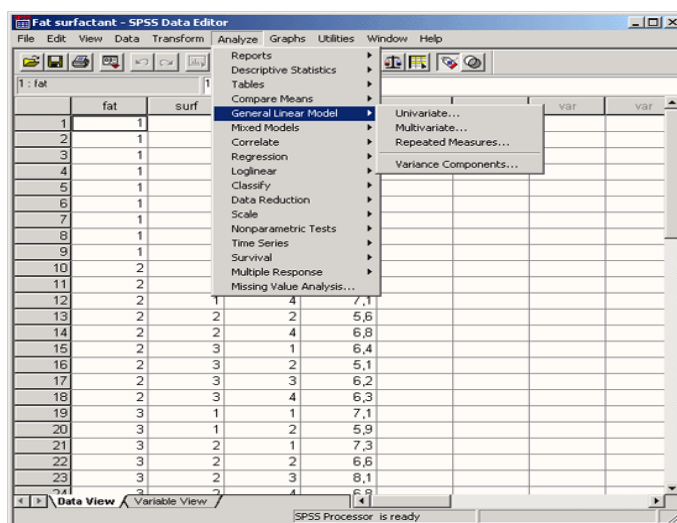 Fat surfactant - SPSS Data Editor
File Edit View Data Transform Analyze Graphs Utilities Window Help
1 : fat 1
Reports
Descriptive Statistics
Tables
Compare Means
General Linear Model
Mixed Models
Correlate
Regression
Loglinear
Classify
Data Reduction
Scale
Nonparametric Tests
Time Series
Survival
Multiple Response
Missing Value Analysis...
Univariate...
Multivariate...
Repeated Measures...
Variance Components...
fat surf var var
1 1
2 1
3 1
4 1
5 1
6 1
7 1
8 1
9 1
10 2
11 2
12 2 1 4 7,1
13 2 2 2 5,6
14 2 2 4 6,8
15 2 3 1 6,4
16 2 3 2 5,1
17 2 3 3 6,2
18 2 3 4 6,3
19 3 1 1 7,1
20 3 1 2 5,9
21 3 2 1 7,3
22 3 2 2 6,6
23 3 2 3 8,1
24 3 2 4 6,8
Data View Variable View
SPSS Processor is ready